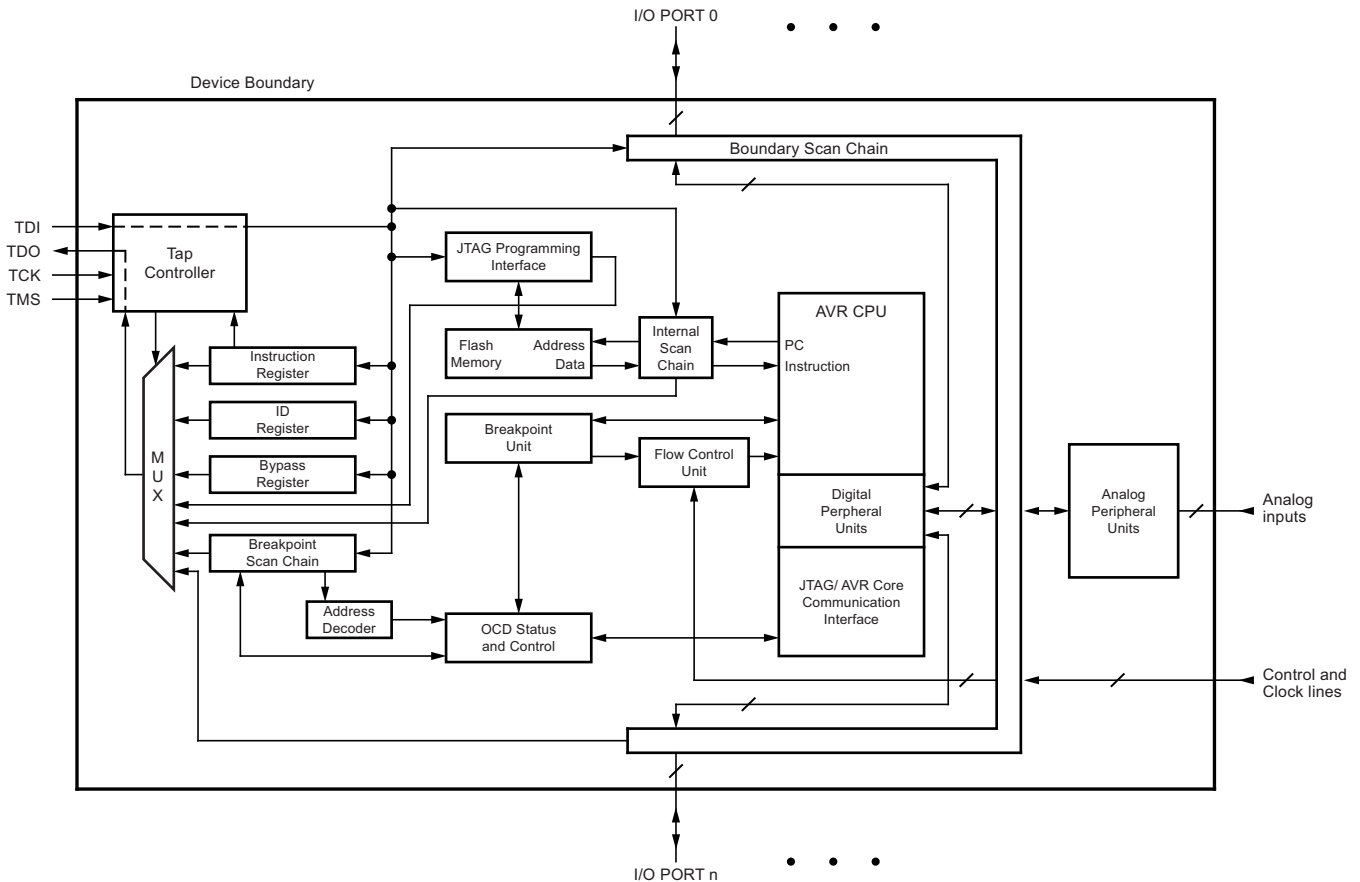 I/O PORT 0
Device Boundary
Boundary Scan Chain
TDI
TDO
TCK
TMS
Tap
Controller
JTAG Programming
Interface
AVR CPU
Flash
Memory
Address
Data
Internal
Scan
Chain
PC
Instruction
Instruction
Register
ID
Register
Bypass
Register
M
U
X
Breakpoint
Unit
Flow Control
Unit
Digital
Perpheral
Units
Analog
Peripheral
Units
Analog
inputs
Breakpoint
Scan Chain
Address
Decoder
OCD Status
and Control
JTAG/ AVR Core
Communication
Interface
Control and
Clock lines
I/O PORT n